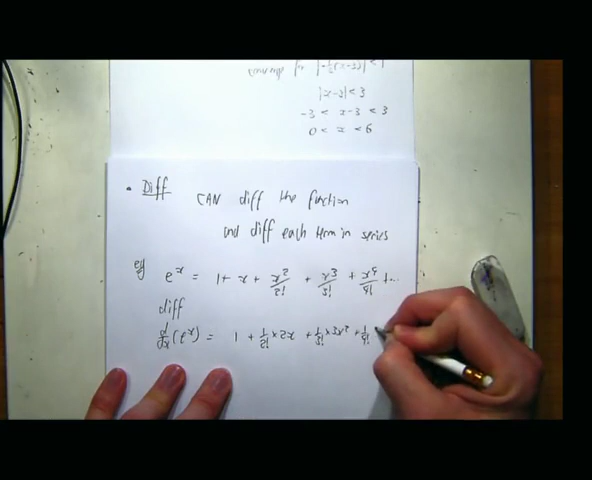 |x-3| < 3
-3 < x-3 < 3
0 < x < 6
• Diff CAN diff the function
and diff each term in series
eg e^x = 1 + x + x²/2! + x³/3! + x⁴/4! + ...
diff
d/dx(e^x) = 1 + 1/2! × 2x + 1/3! × 3x² + 1/4!